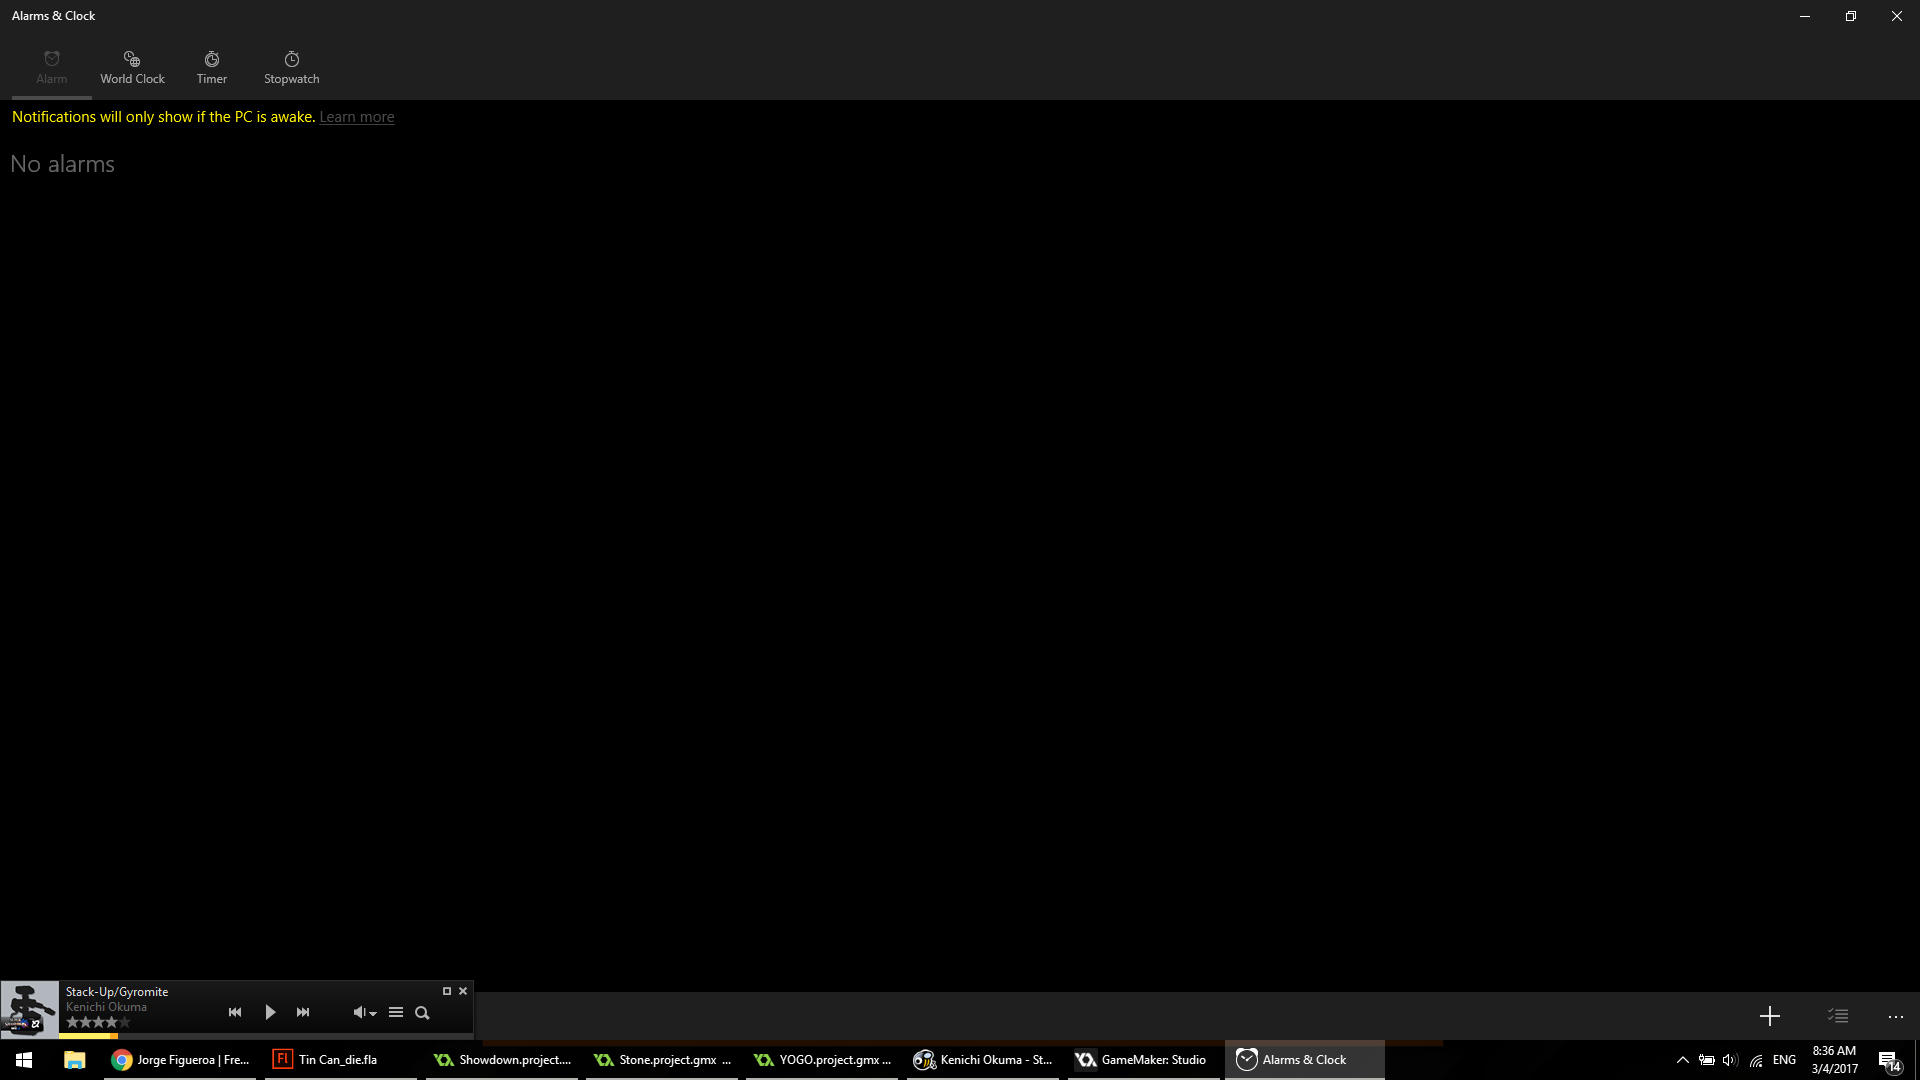 Alarms & Clock
Alarm
World Clock
Timer
Stopwatch
Notifications will only show if the PC is awake. Learn more
No alarms
Stack-Up/Gyromite
Kenichi Okuma
Jorge Figueroa | Fre...
Fl
Tin Can_die.fla
Showdown.project....
Stone.project.gmx ...
YOGO.project.gmx ...
Kenichi Okuma - St...
GameMaker: Studio
Alarms & Clock
ENG
8:36 AM
3/4/2017
14